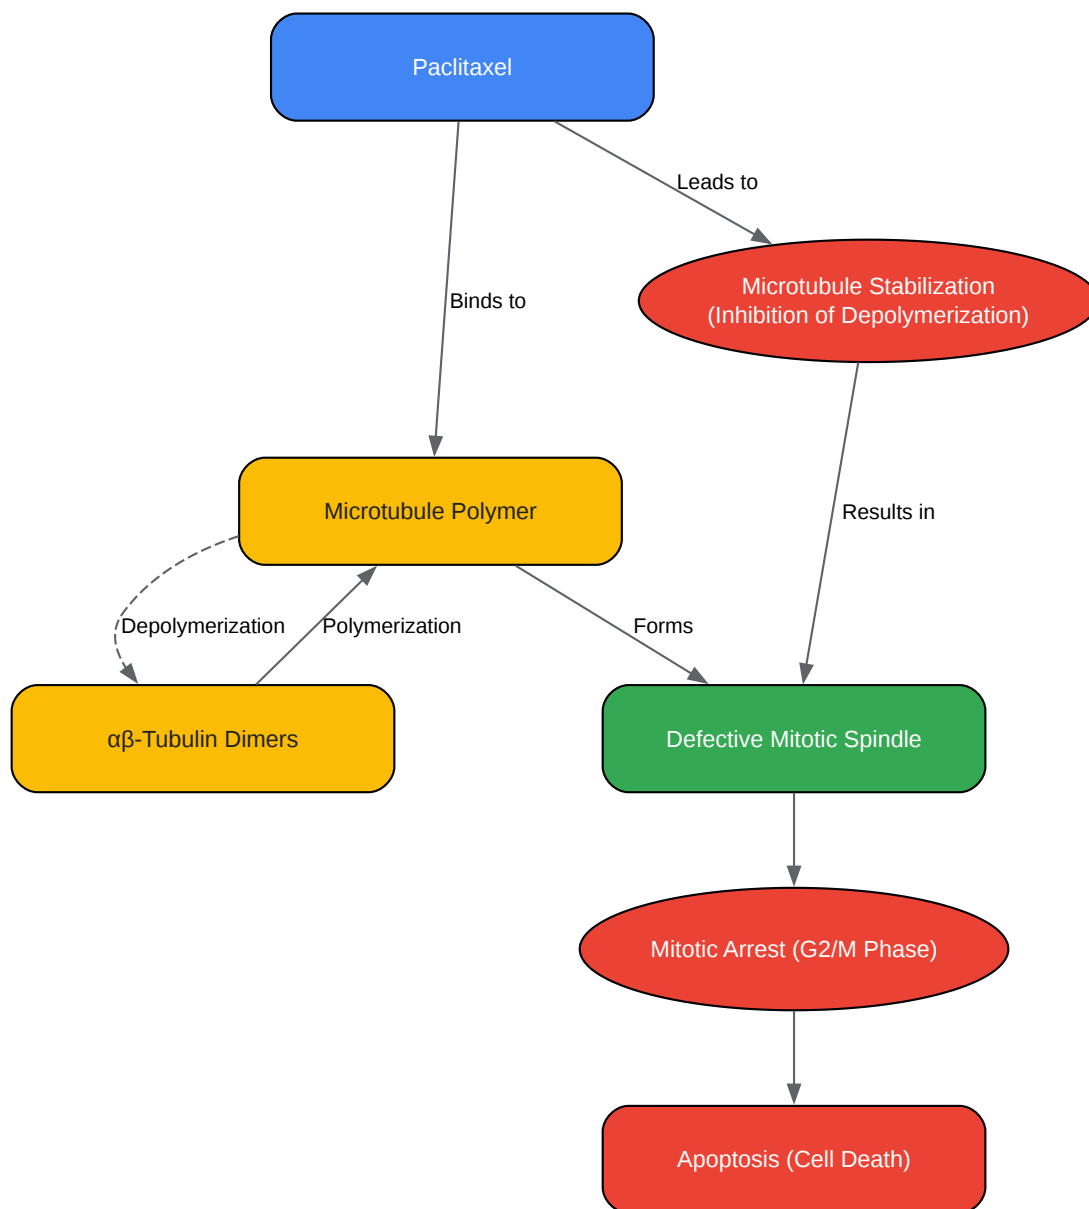 Paclitaxel
Leads to
Microtubule Stabilization
(Inhibition of Depolymerization)
Binds to
Microtubule Polymer
Results in
Depolymerization
Polymerization
Forms
αβ-Tubulin Dimers
Defective Mitotic Spindle
Mitotic Arrest (G2/M Phase)
Apoptosis (Cell Death)